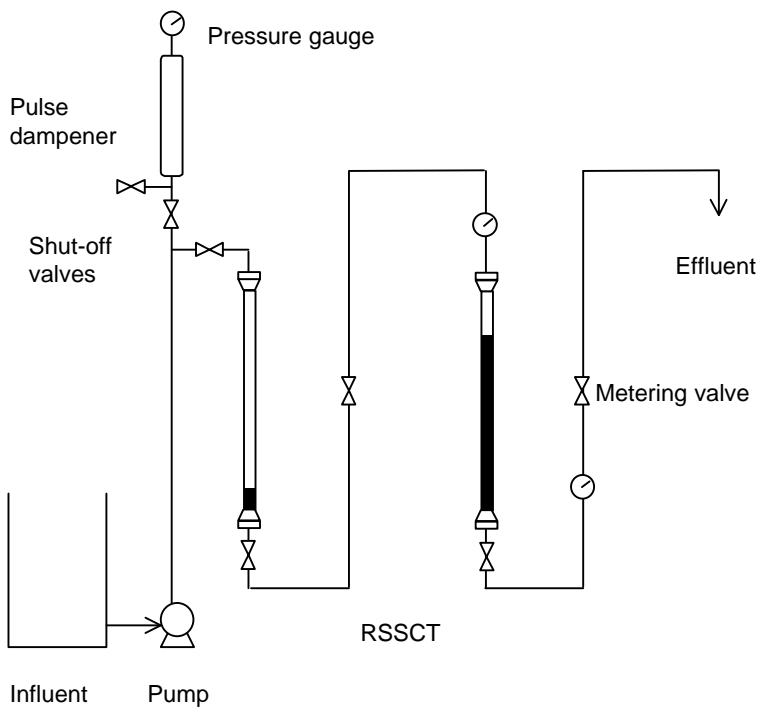 Pressure gauge
Pulse
dampener
Shut-off
valves
Effluent
Metering valve
RSSCT
Influent
Pump